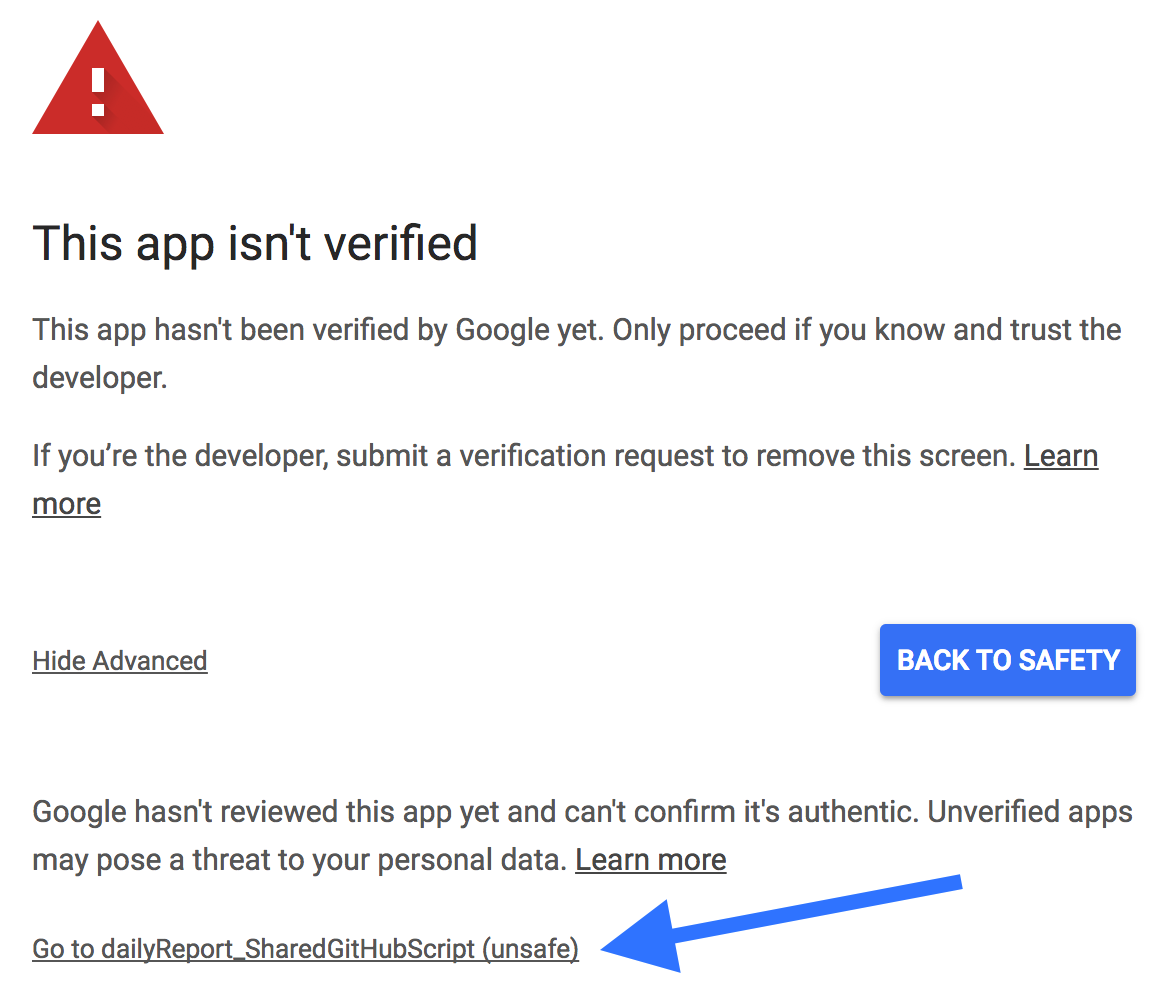 This app isn't verified
This app hasn't been verified by Google yet. Only proceed if you know and trust the
developer.
If you’re the developer, submit a verification request to remove this screen. Learn
more
Hide Advanced
BACK TO SAFETY
Google hasn't reviewed this app yet and can't confirm it's authentic. Unverified apps
may pose a threat to your personal data. Learn more
Go to dailyReport_SharedGitHubScript (unsafe)